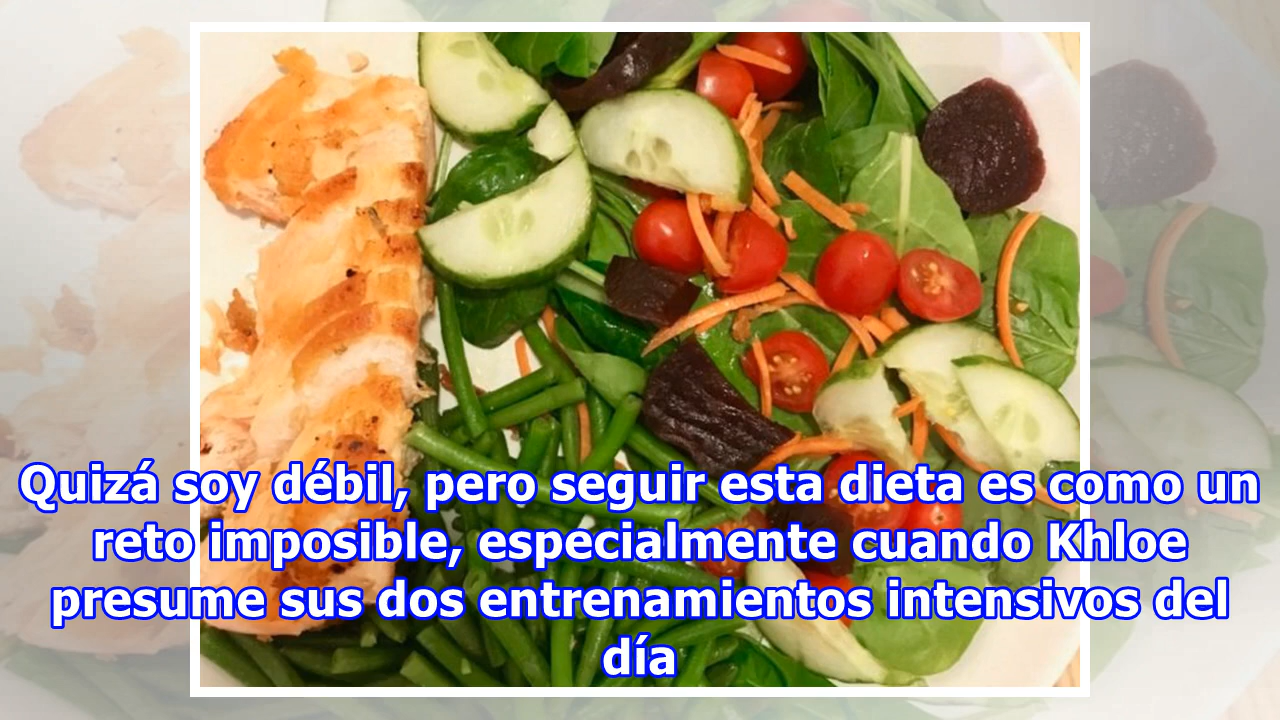 Quizá soy débil, pero seguir esta dieta es como un
reto imposible, especialmente cuando Khloe
presume sus dos entrenamientos intensivos del
día